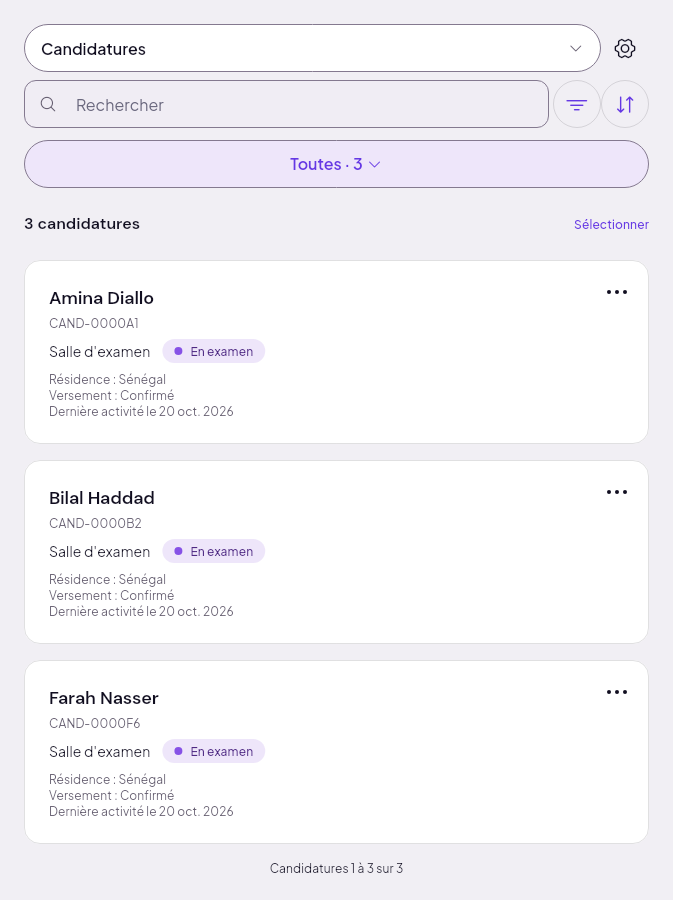 Candidatures
Rechercher
Toutes · 3
3 candidatures
Sélectionner
Amina Diallo
CAND-0000A1
Salle d'examen
En examen
Résidence : Sénégal
Versement : Confirmé
Dernière activité le 20 oct. 2026
Bilal Haddad
CAND-0000B2
Salle d'examen
En examen
Résidence : Sénégal
Versement : Confirmé
Dernière activité le 20 oct. 2026
Farah Nasser
CAND-0000F6
Salle d'examen
En examen
Résidence : Sénégal
Versement : Confirmé
Dernière activité le 20 oct. 2026
Candidatures 1 à 3 sur 3